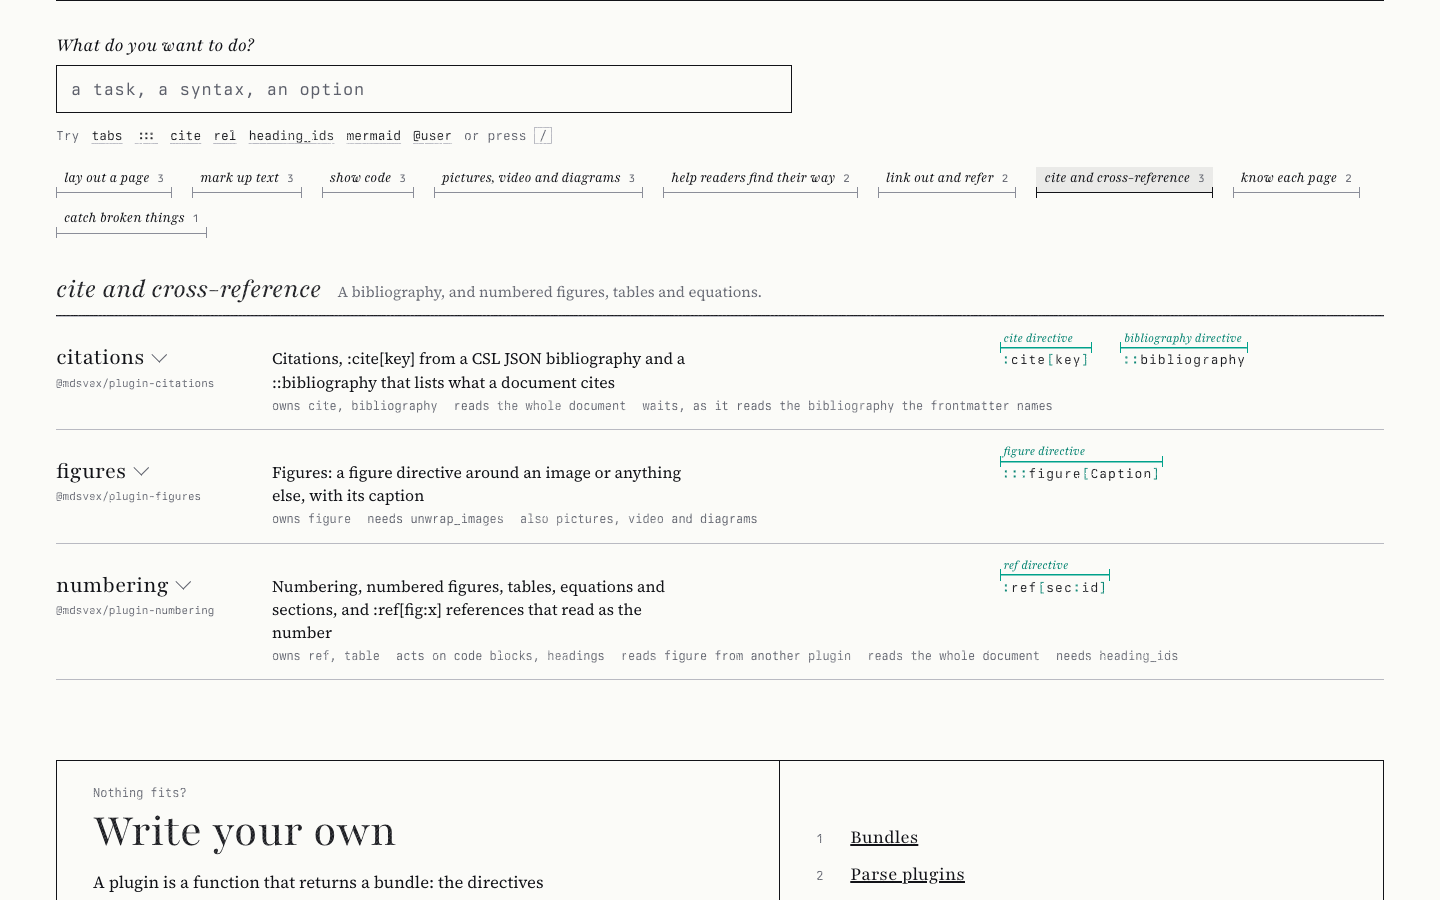 What do you want to do?
a task, a syntax, an option
Try tabs ::: cite rel heading_ids mermaid @user or press /
lay out a page 3 mark up text 3 show code 3 pictures, video and diagrams 3 help readers find their way 2 link out and refer 2 cite and cross-reference 3 know each page 2
catch broken things 1
cite and cross-reference A bibliography, and numbered figures, tables and equations.
cite directive bibliography directive
citations Citations, :cite[key] from a CSL JSON bibliography and a :cite[key] ::bibliography
@mdsvex/plugin-citations ::bibliography that lists what a document cites
owns cite, bibliography reads the whole document waits, as it reads the bibliography the frontmatter names
figure directive
figures Figures: a figure directive around an image or anything :::figure[Caption]
@mdsvex/plugin-figures else, with its caption
owns figure needs unwrap_images also pictures, video and diagrams
ref directive
numbering Numbering, numbered figures, tables, equations and :ref[sec:id]
@mdsvex/plugin-numbering sections, and :ref[fig:x] references that read as the
number
owns ref, table acts on code blocks, headings reads figure from another plugin reads the whole document needs heading_ids
Nothing fits?
Write your own
1 Bundles
2 Parse plugins
A plugin is a function that returns a bundle: the directives